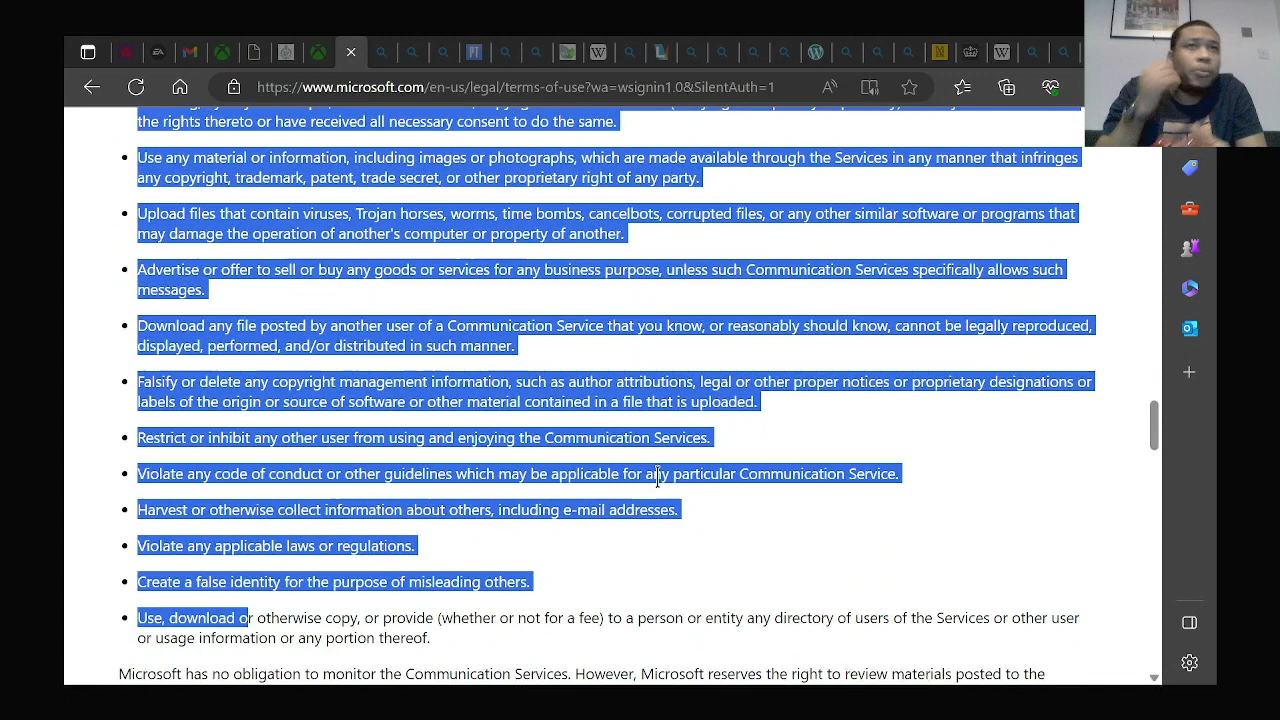 https://www.microsoft.com/en-us/legal/terms-of-use?wa=wsignin1.0&SilentAuth=1
the rights thereto or have received all necessary consent to do the same.
Use any material or information, including images or photographs, which are made available through the Services in any manner that infringes
any copyright, trademark, patent, trade secret, or other proprietary right of any party.
Upload files that contain viruses, Trojan horses, worms, time bombs, cancelbots, corrupted files, or any other similar software or programs that
may damage the operation of another's computer or property of another.
Advertise or offer to sell or buy any goods or services for any business purpose, unless such Communication Services specifically allows such
messages.
Download any file posted by another user of a Communication Service that you know, or reasonably should know, cannot be legally reproduced,
displayed, performed, and/or distributed in such manner.
Falsify or delete any copyright management information, such as author attributions, legal or other proper notices or proprietary designations or
labels of the origin or source of software or other material contained in a file that is uploaded.
Restrict or inhibit any other user from using and enjoying the Communication Services.
Violate any code of conduct or other guidelines which may be applicable for any particular Communication Service.
Harvest or otherwise collect information about others, including e-mail addresses.
Violate any applicable laws or regulations.
Create a false identity for the purpose of misleading others.
Use, download or otherwise copy, or provide (whether or not for a fee) to a person or entity any directory of users of the Services or other user
or usage information or any portion thereof.
Microsoft has no obligation to monitor the Communication Services. However, Microsoft reserves the right to review materials posted to the